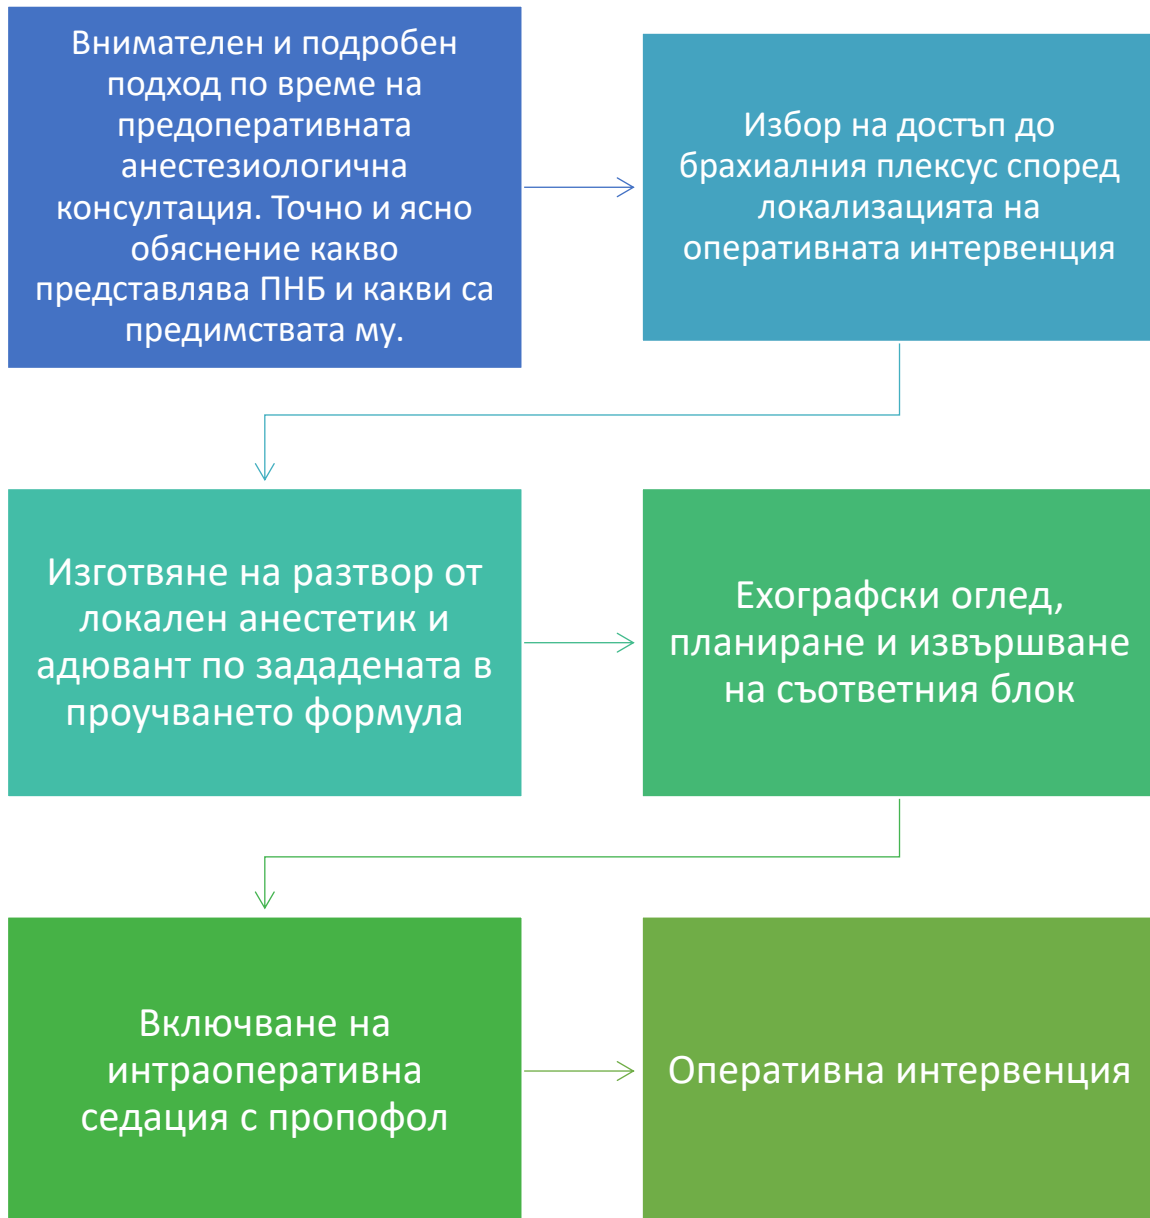 Внимателен и подробен
подход по време на
предоперативната
анестезиологична
консултация. Точно и ясно
обяснение какво
представлява ПНБ и какви са
предимствата му.
Избор на достъп до
брахиалния плексус според
локализацията на
оперативната интервенция
Изготвяне на разтвор от
локален анестетик и
адювант по зададената в
проучването формула
Ехографски оглед,
планиране и извършване
на съответния блок
Включване на
интраоперативна
седация с пропофол
Оперативна интервенция